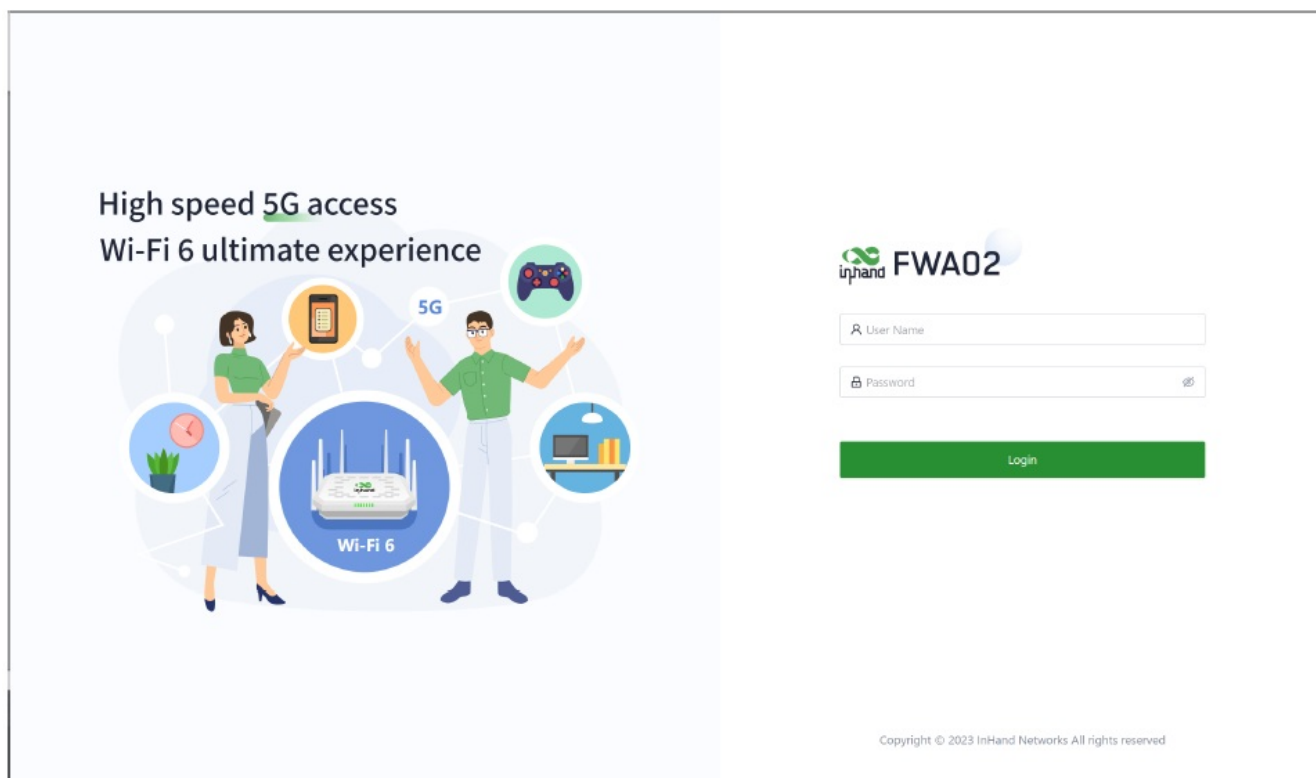 High speed 5G access
Wi-Fi 6 ultimate experience
5G
inhand
Wi-Fi 6
inhand FWA02
User Name
Password
Login
Copyright © 2023 InHand Networks All rights reserved